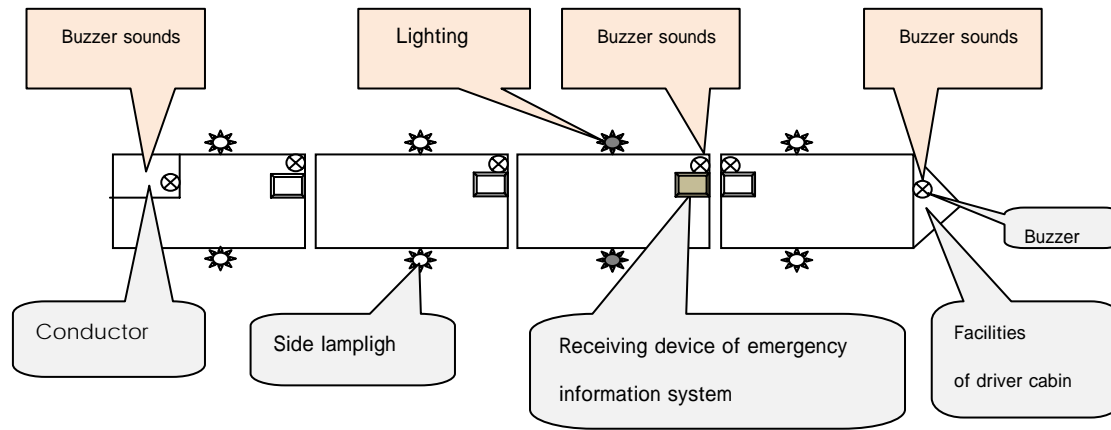 Buzzer sounds
Lighting
Buzzer sounds
Buzzer sounds
Buzzer
Conductor
Side lampligh
Receiving device of emergency
information system
Facilities
of driver cabin